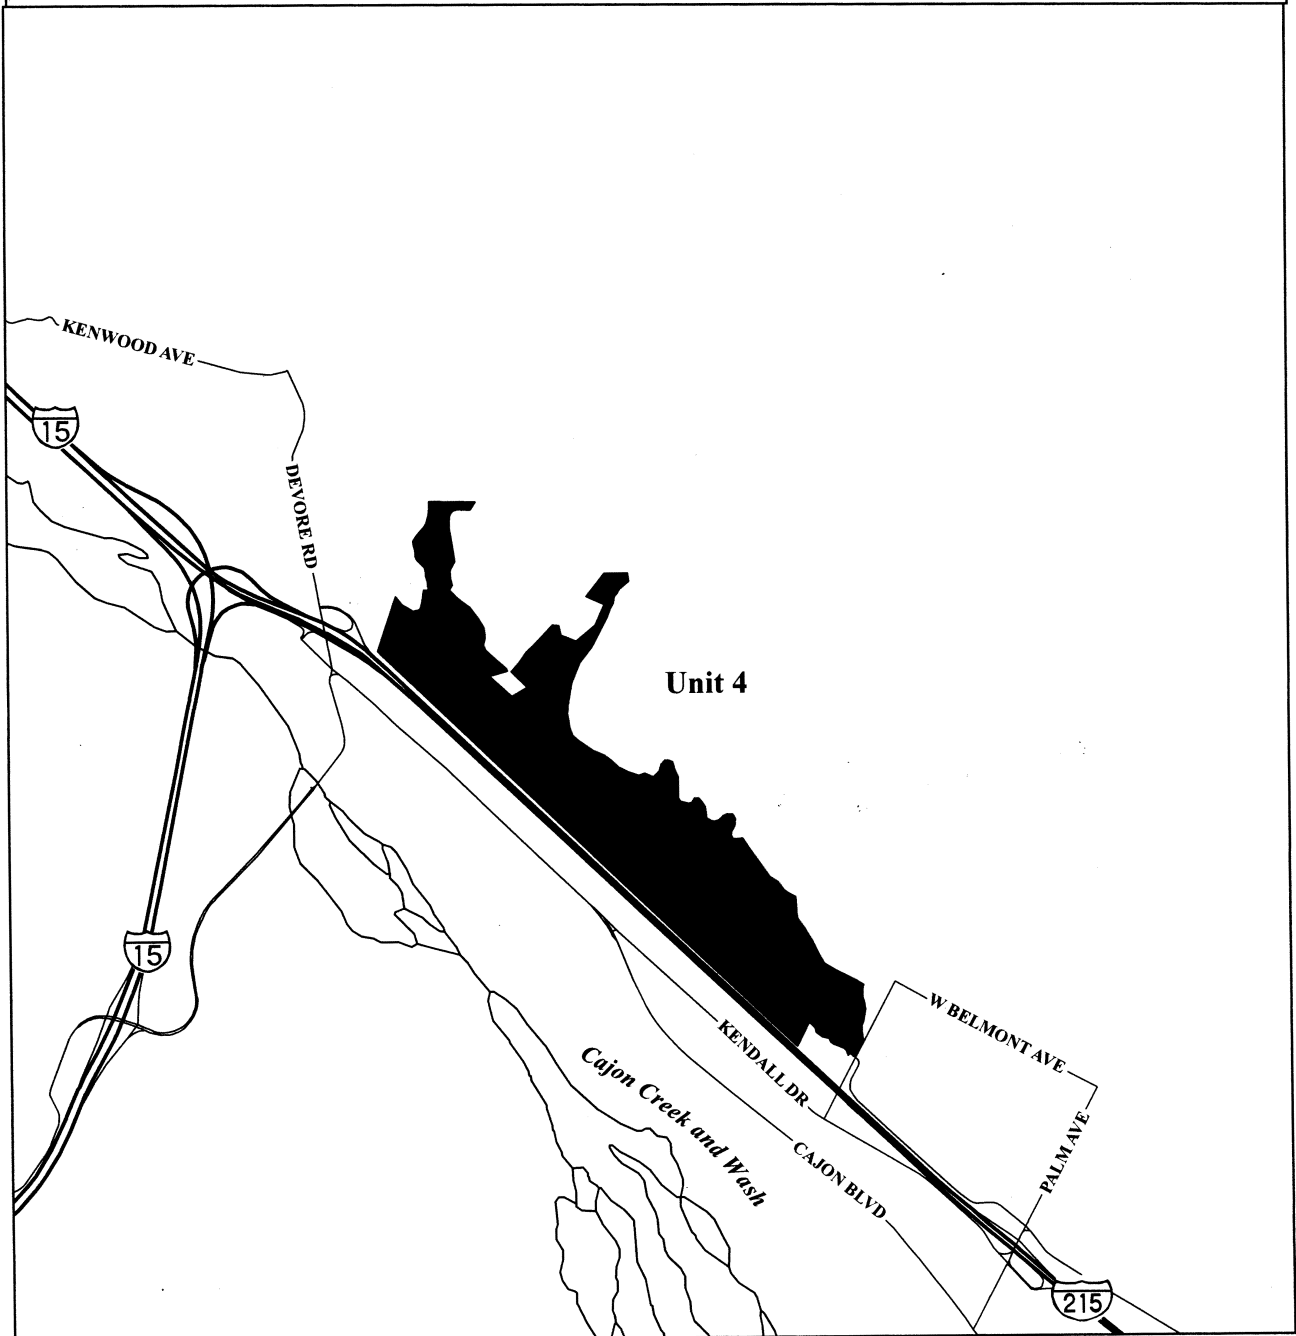 KENWOOD AVE
15
DEVORE RD
Unit 4
15
W BELMONT AVE
KENDALL DR
Cajon Creek and Wash
PALM AVE
CAJON BLVD
215